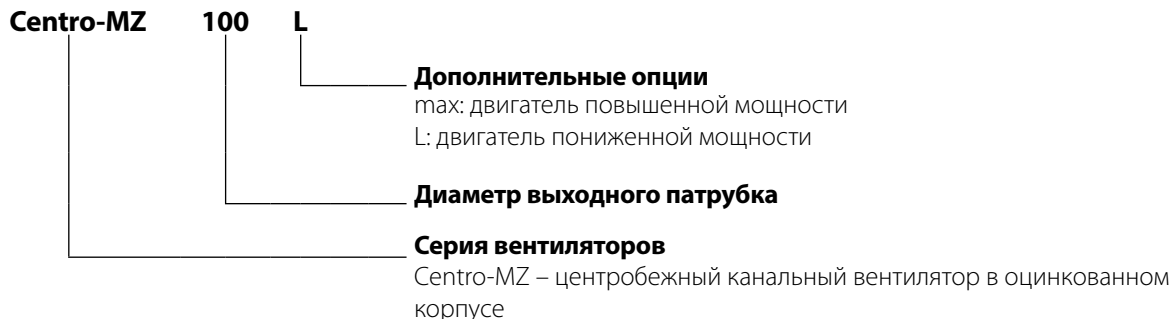 Centro-MZ 100 L
Дополнительные опции
max: двигатель повышенной мощности
L: двигатель пониженной мощности
Диаметр выходного патрубка
Серия вентиляторов
Centro-MZ – центробежный канальный вентилятор в оцинкованном
корпусе